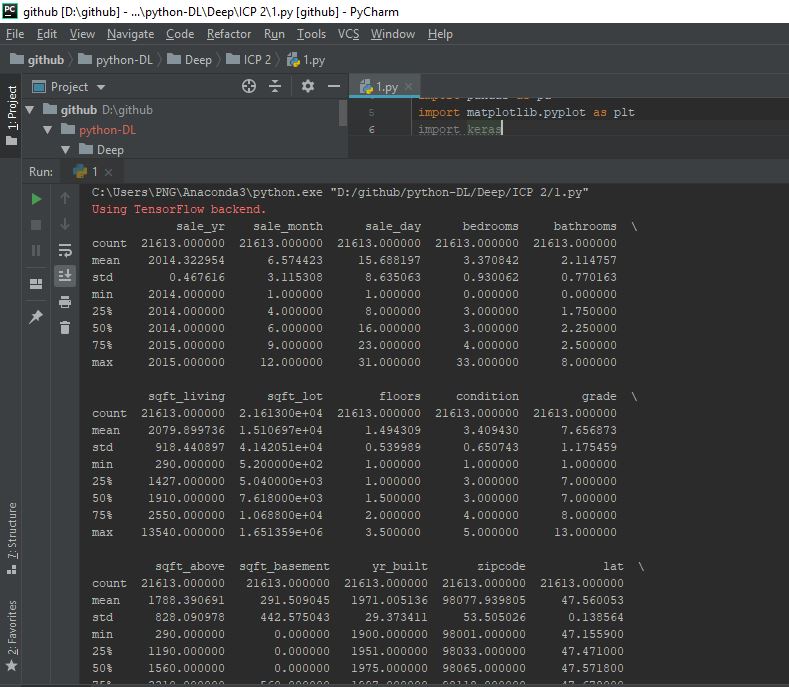 github [D:\github] - ...\python-DL\Deep\ICP 2\1.py [github] - PyCharm
File Edit View Navigate Code Refactor Run Tools VCS Window Help
github python-DL Deep ICP 2 1.py
Project 1.py
1: Project
github D:\github
python-DL
Deep
5 import matplotlib.pyplot as plt
6 import keras
Run: 1
C:\Users\PNG\Anaconda3\python.exe "D:/github/python-DL/Deep/ICP 2/1.py"
Using TensorFlow backend.
sale_yr sale_month sale_day bedrooms bathrooms \
count 21613.000000 21613.000000 21613.000000 21613.000000 21613.000000
mean 2014.322954 6.574423 15.688197 3.370842 2.114757
std 0.467616 3.115308 8.635063 0.930062 0.770163
min 2014.000000 1.000000 1.000000 0.000000 0.000000
25% 2014.000000 4.000000 8.000000 3.000000 1.750000
50% 2014.000000 6.000000 16.000000 3.000000 2.250000
75% 2015.000000 9.000000 23.000000 4.000000 2.500000
max 2015.000000 12.000000 31.000000 33.000000 8.000000
sqft_living sqft_lot floors condition grade \
count 21613.000000 2.161300e+04 21613.000000 21613.000000 21613.000000
mean 2079.899736 1.510697e+04 1.494309 3.409430 7.656873
std 918.440897 4.142051e+04 0.539989 0.650743 1.175459
min 290.000000 5.200000e+02 1.000000 1.000000 1.000000
25% 1427.000000 5.040000e+03 1.000000 3.000000 7.000000
50% 1910.000000 7.618000e+03 1.500000 3.000000 7.000000
75% 2550.000000 1.068800e+04 2.000000 4.000000 8.000000
max 13540.000000 1.651359e+06 3.500000 5.000000 13.000000
sqft_above sqft_basement yr_built zipcode lat \
count 21613.000000 21613.000000 21613.000000 21613.000000 21613.000000
mean 1788.390691 291.509045 1971.005136 98077.939805 47.560053
std 828.090978 442.575043 29.373411 53.505026 0.138564
min 290.000000 0.000000 1900.000000 98001.000000 47.155900
25% 1190.000000 0.000000 1951.000000 98033.000000 47.471000
50% 1560.000000 0.000000 1975.000000 98065.000000 47.571800
7: Structure
2: Favorites